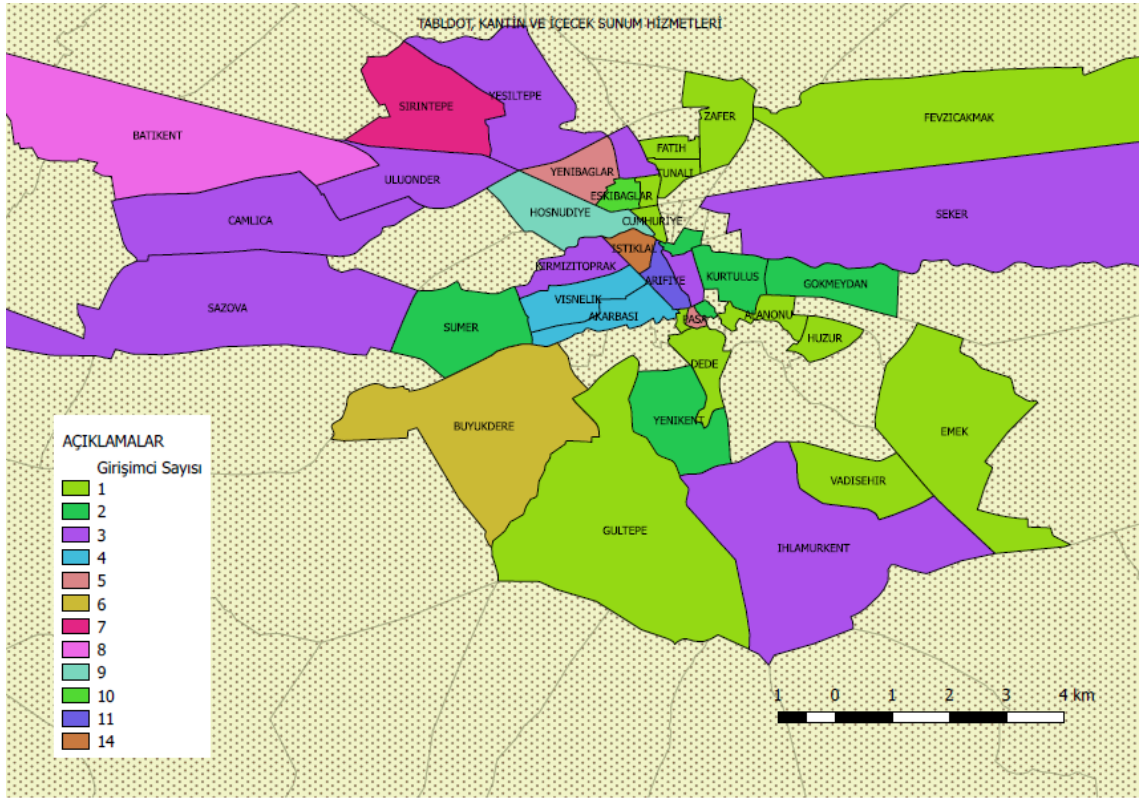 TABLDOT, KANTİN VE İÇECEK SUNUM HİZMETLERİ
YESILTEPE
SIRINTEPE
ZAFER
FEVZICAKMAK
BATIKENT
FATIH
YENIBAGLAR
TUNALI
ULUONDER
ESKIBAGLAR
HOSNUDIYE
SEKER
CAMLICA
CUMHURIYE
ISTIKLAL
KIRMIZITOPRAK
ARIFIYE
KURTULUS
GOKMEYDAN
VISNELIK
SAZOVA
AKARBASI
PASA
ALANONU
SUMER
HUZUR
DEDE
YENIKENT
BUYUKDERE
EMEK
VADISEHIR
GULTEPE
IHLAMURKENT
AÇIKLAMALAR
Girişimci Sayısı
1
2
3
4
5
6
7
8
9
10
11
14
1 0 1 2 3 4 km